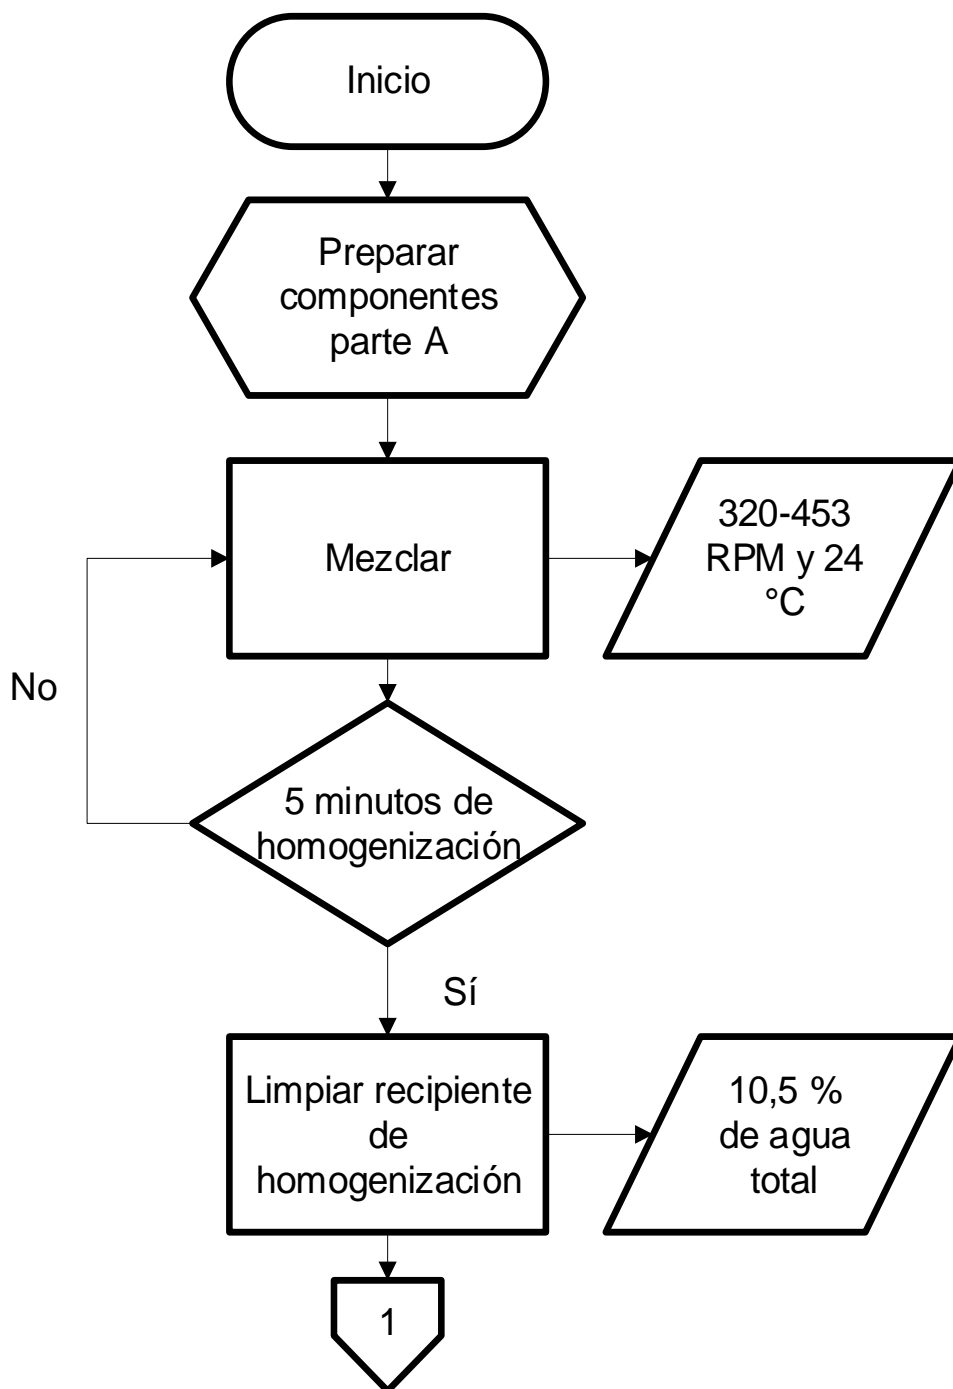 Inicio
Preparar
componentes
parte A
Mezclar
320-453
RPM y 24
°C
No
5 minutos de
homogenización
Sí
Limpiar recipiente
de
homogenización
10,5 %
de agua
total
1